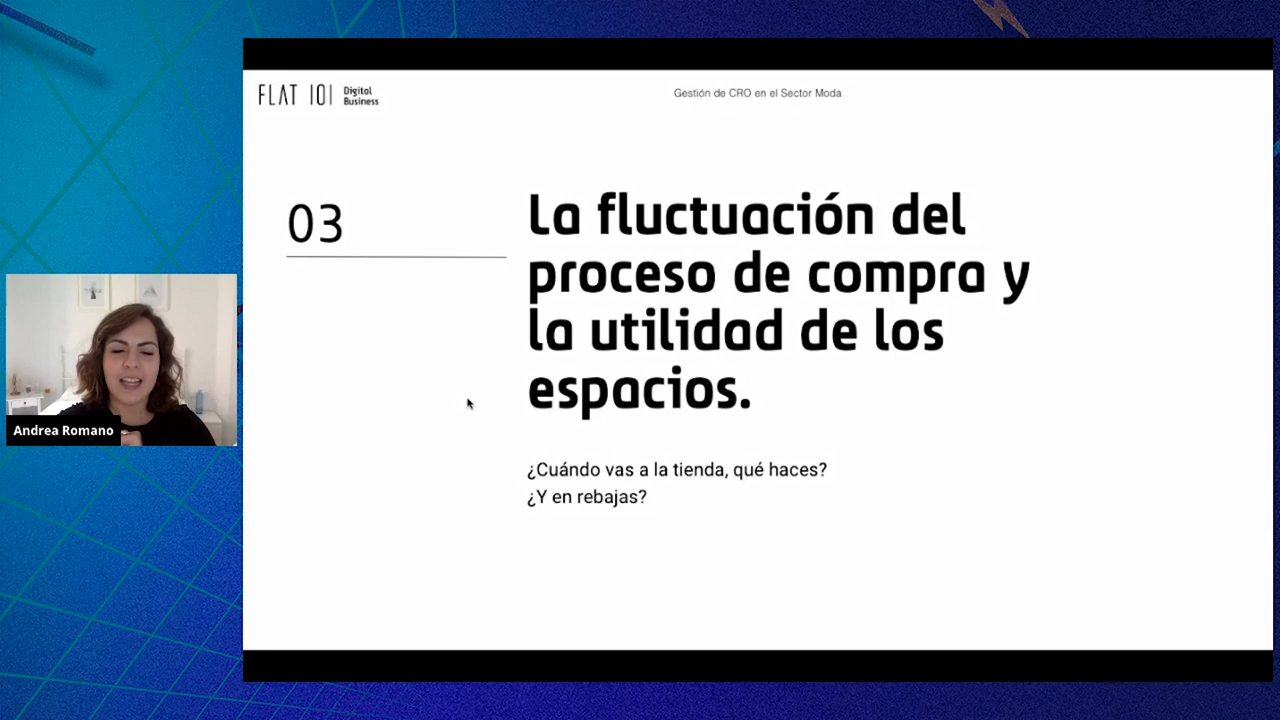 FLAT 101 Digital Business
Gestión de CRO en el Sector Moda
03
La fluctuación del
proceso de compra y
la utilidad de los
espacios.
¿Cuándo vas a la tienda, qué haces?
¿Y en rebajas?
Andrea Romano